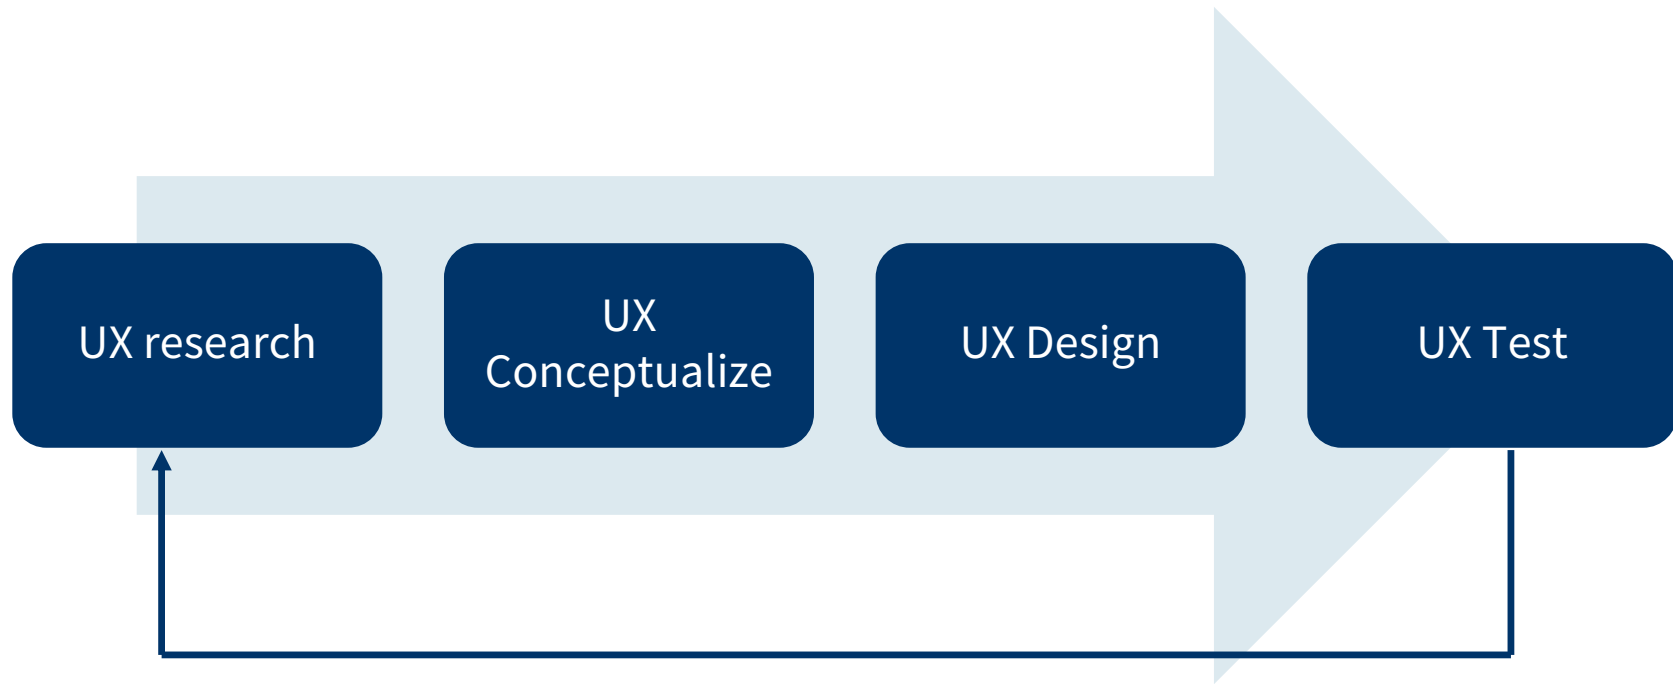 UX research
UX
Conceptualize
UX Design
UX Test